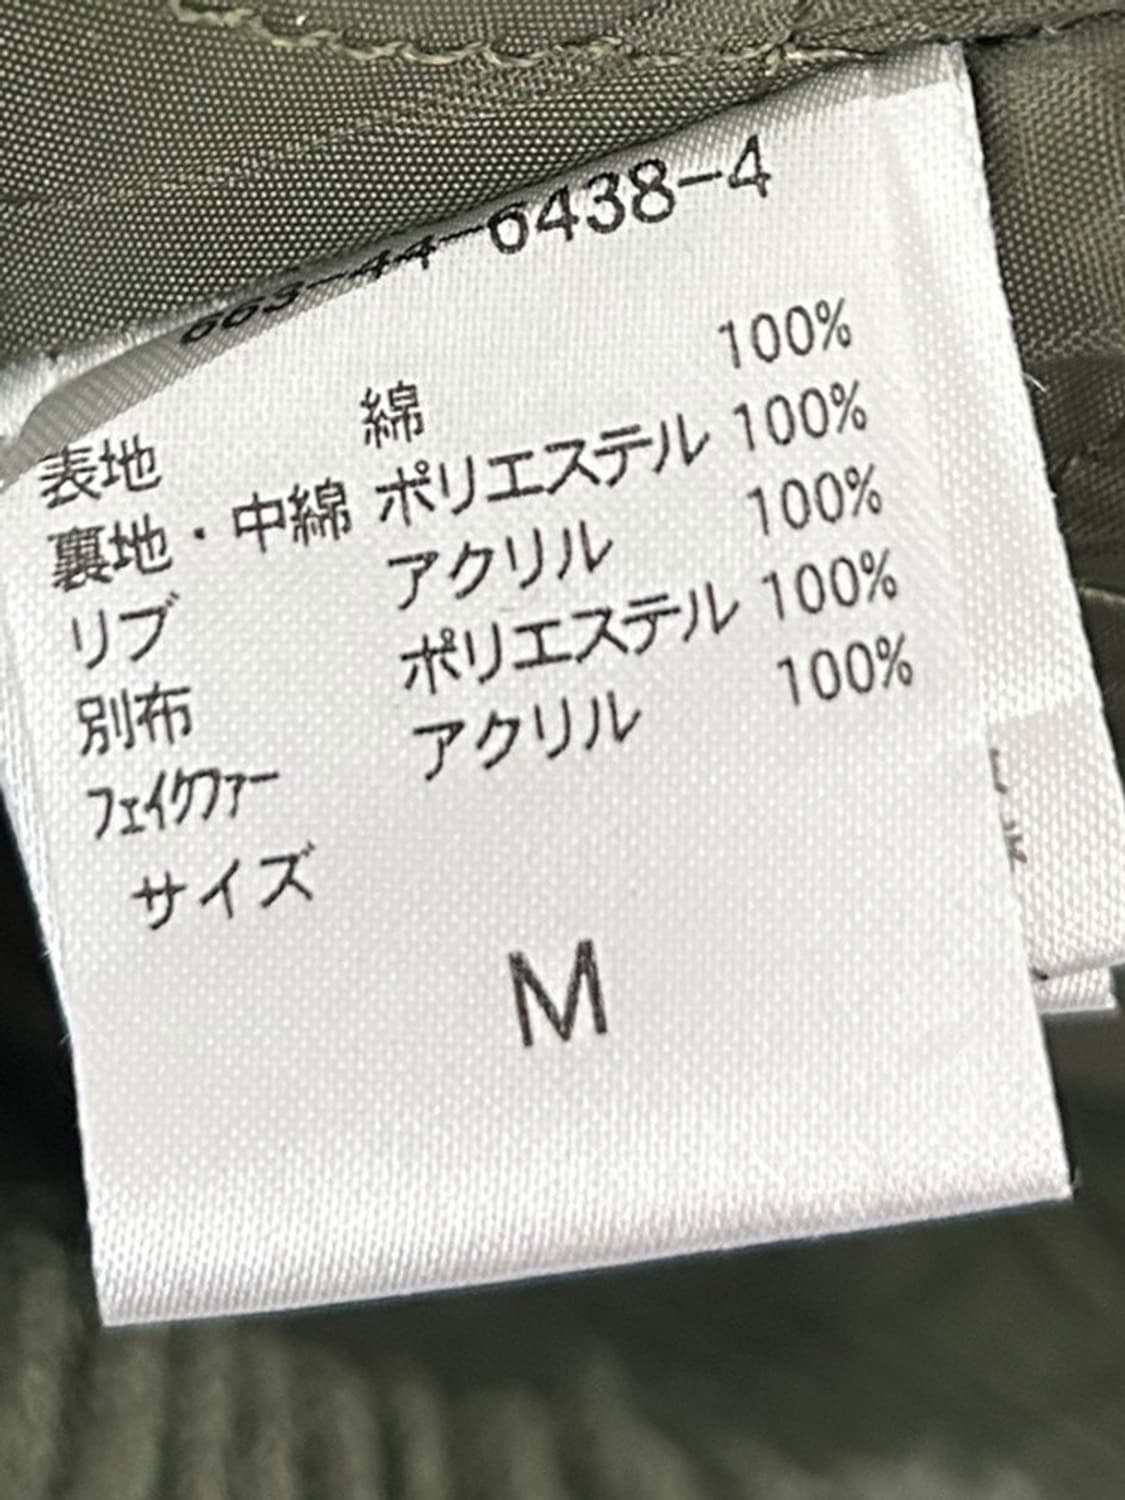 663-44-6438-4
表地 綿 100%
裏地・中綿 ポリエステル 100%
リブ アクリル 100%
別布 ポリエステル 100%
フェイクファー アクリル 100%
サイズ
M